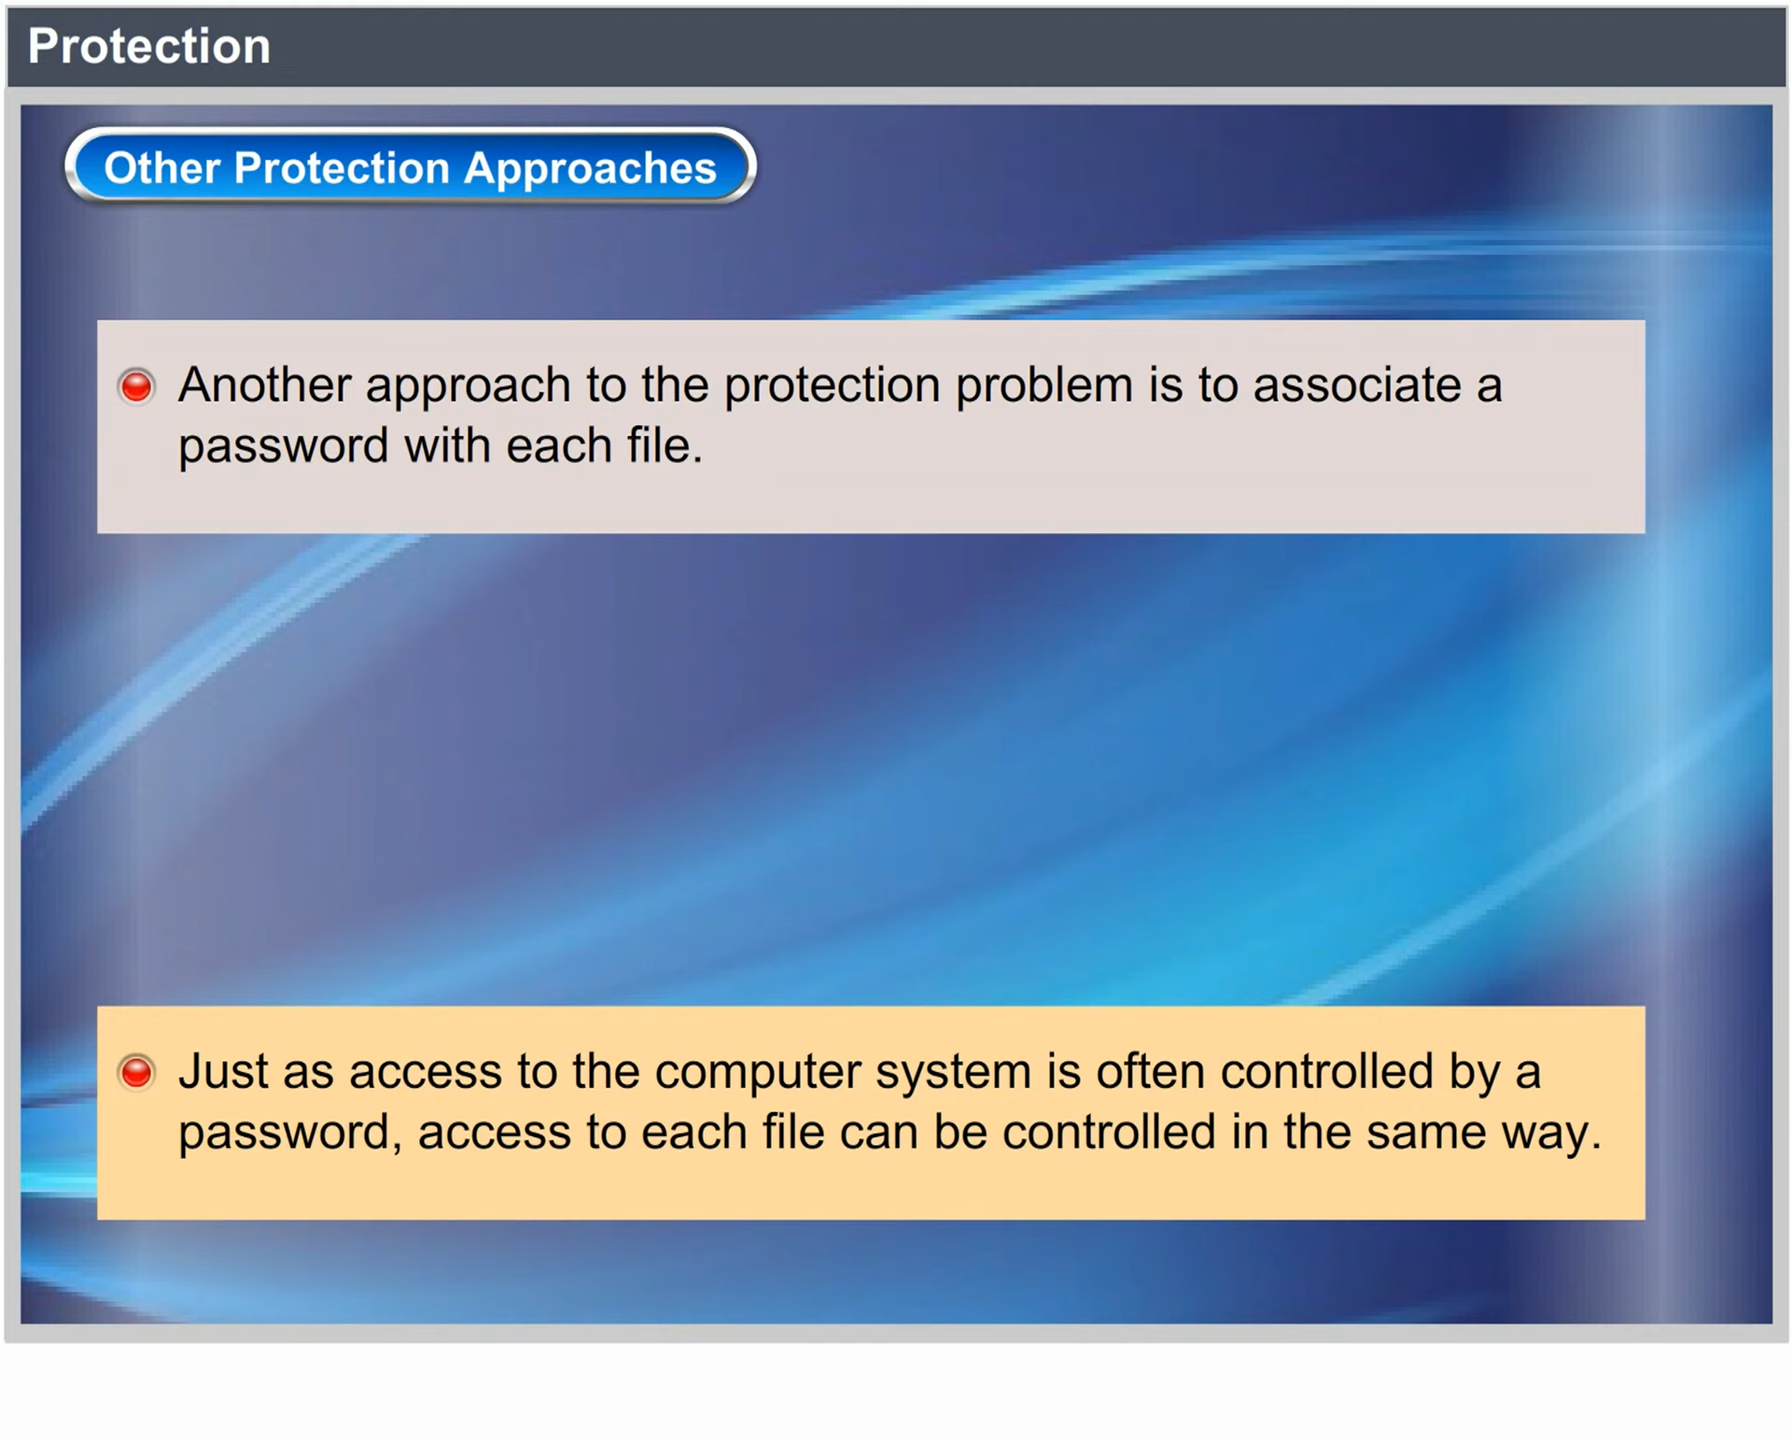 Protection
Other Protection Approaches
Another approach to the protection problem is to associate a
password with each file.
Just as access to the computer system is often controlled by a
password, access to each file can be controlled in the same way.